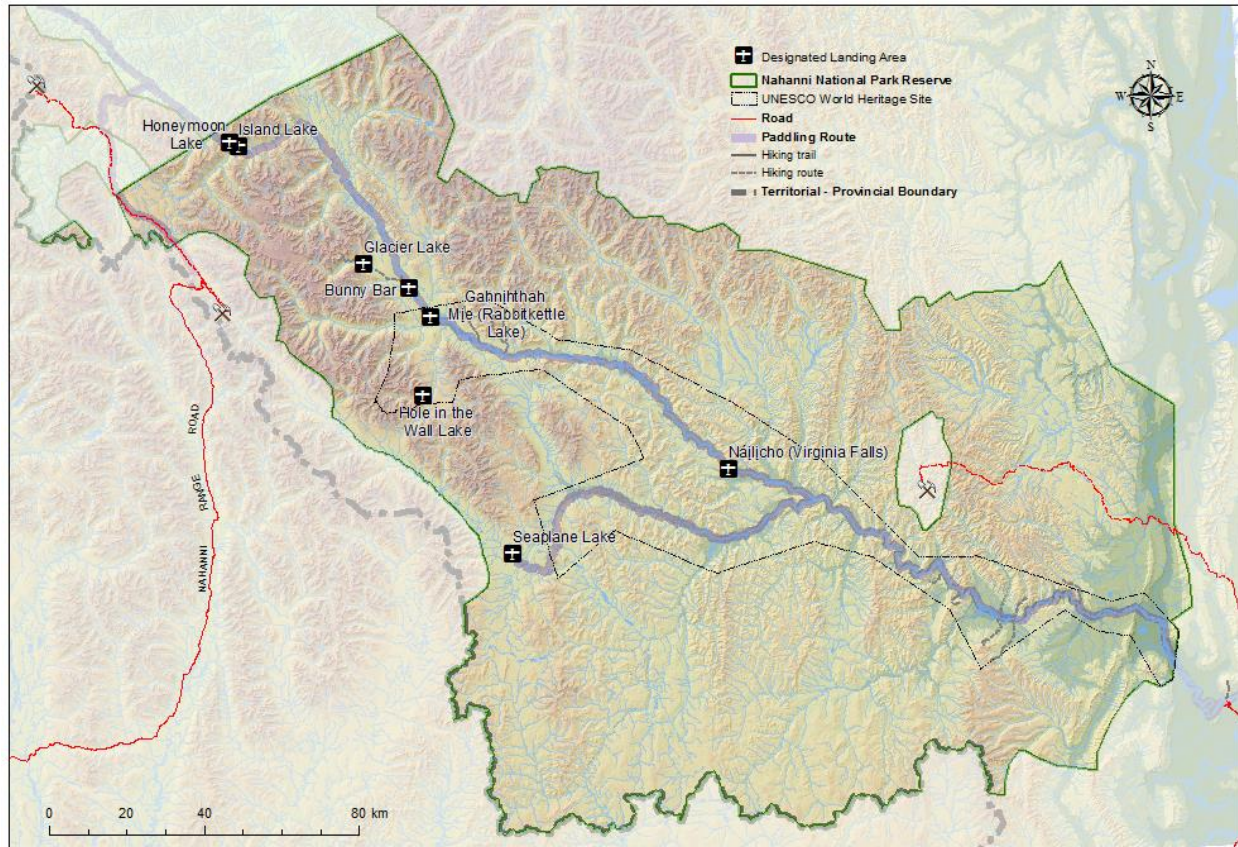 Designated Landing Area
Nahanni National Park Reserve
UNESCO World Heritage Site
Road
Paddling Route
Hiking trail
Hiking route
Territorial - Provincial Boundary
N
W E
S
Honeymoon
Lake
Island Lake
Glacier Lake
Bunny Bar
Gahnįhthah
Mįe (Rabbitkettle
Lake)
Hole in the
Wall Lake
Náįlįcho (Virginia Falls)
Seaplane Lake
NAHANNI RANGE ROAD
0 20 40 80 km